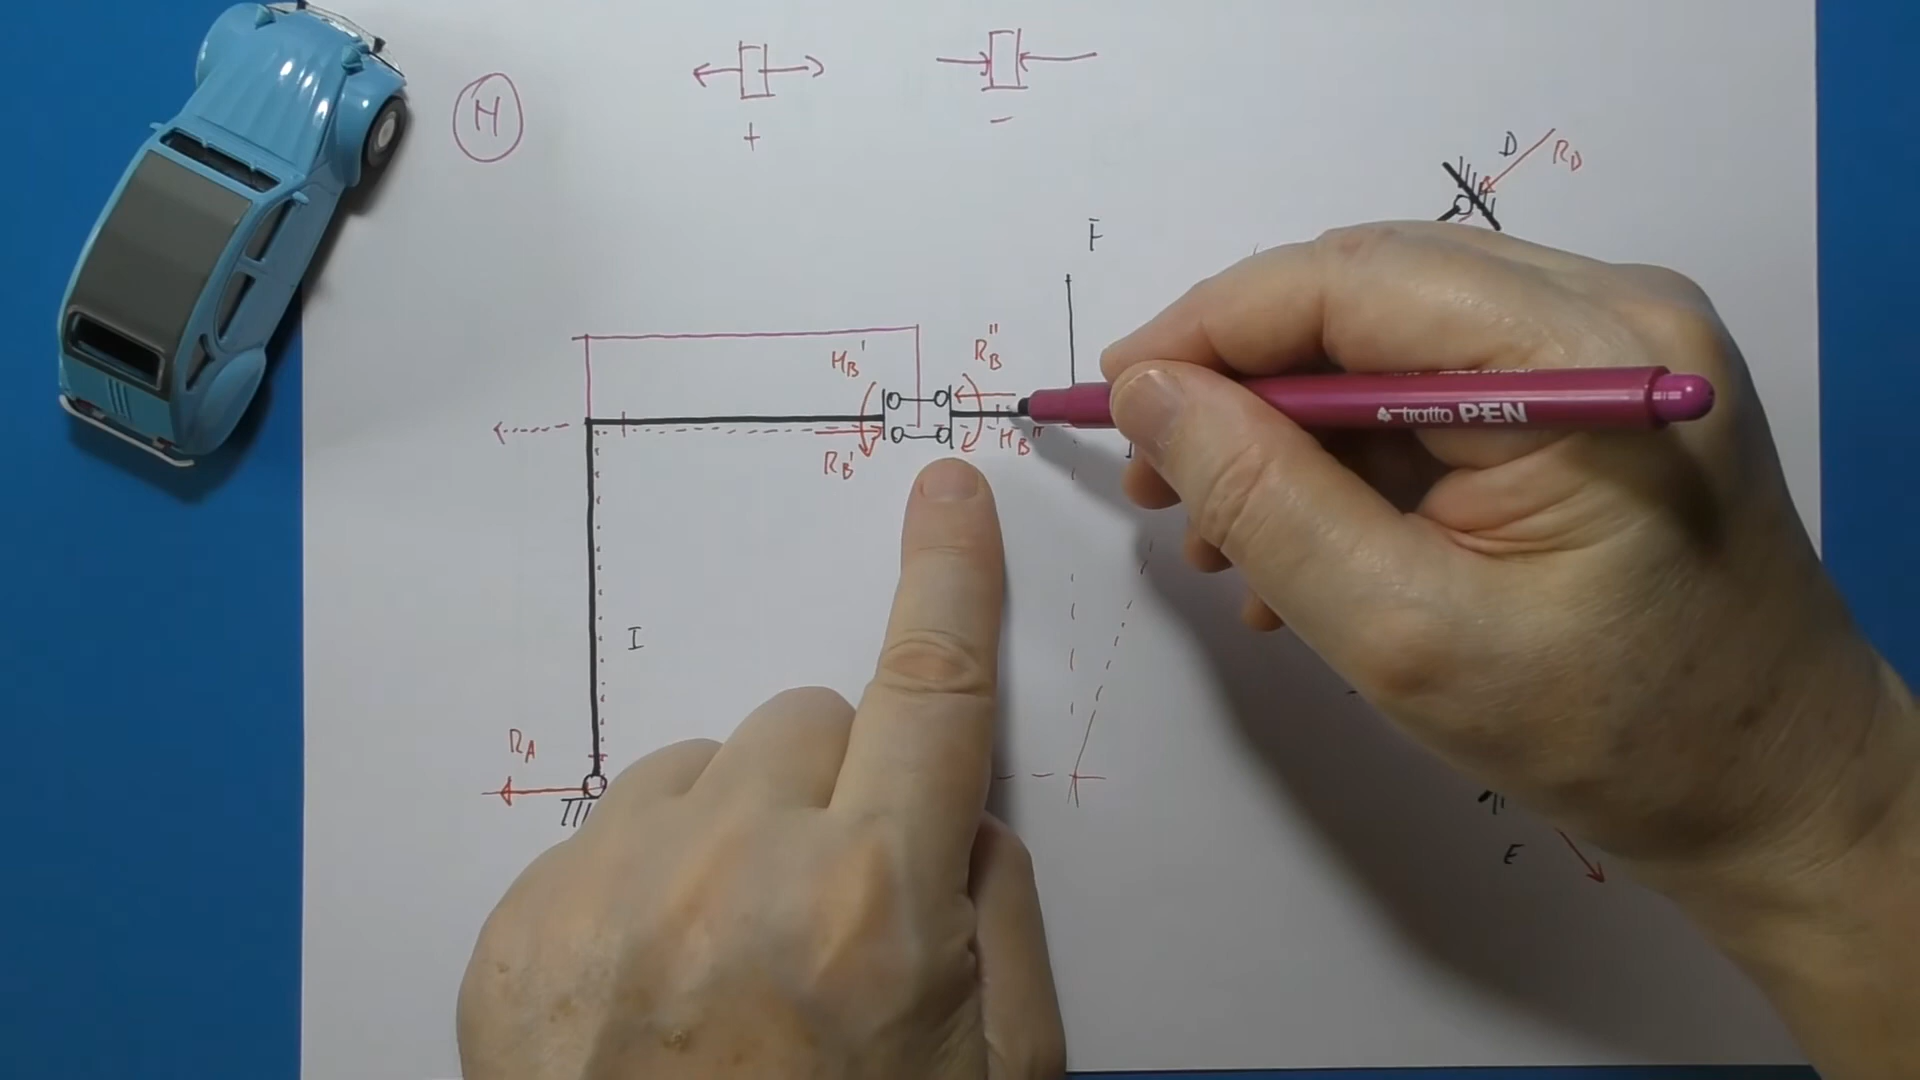 N
+
-
D
R_D
F
H_B'
R_B"
R_B'
H_B"
I
R_A
E
tratto PEN